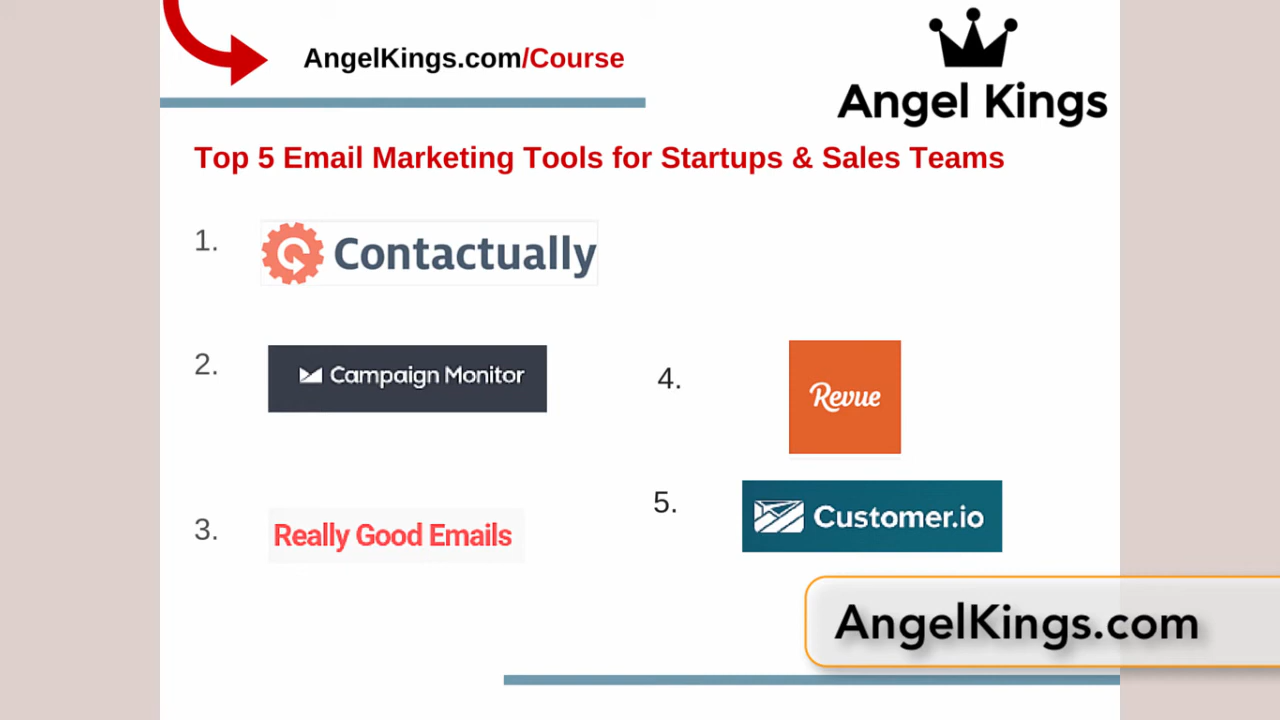 AngelKings.com/Course
Angel Kings
Top 5 Email Marketing Tools for Startups & Sales Teams
1.
Contactually
2.
Campaign Monitor
3.
Really Good Emails
4.
Revue
5.
Customer.io
AngelKings.com